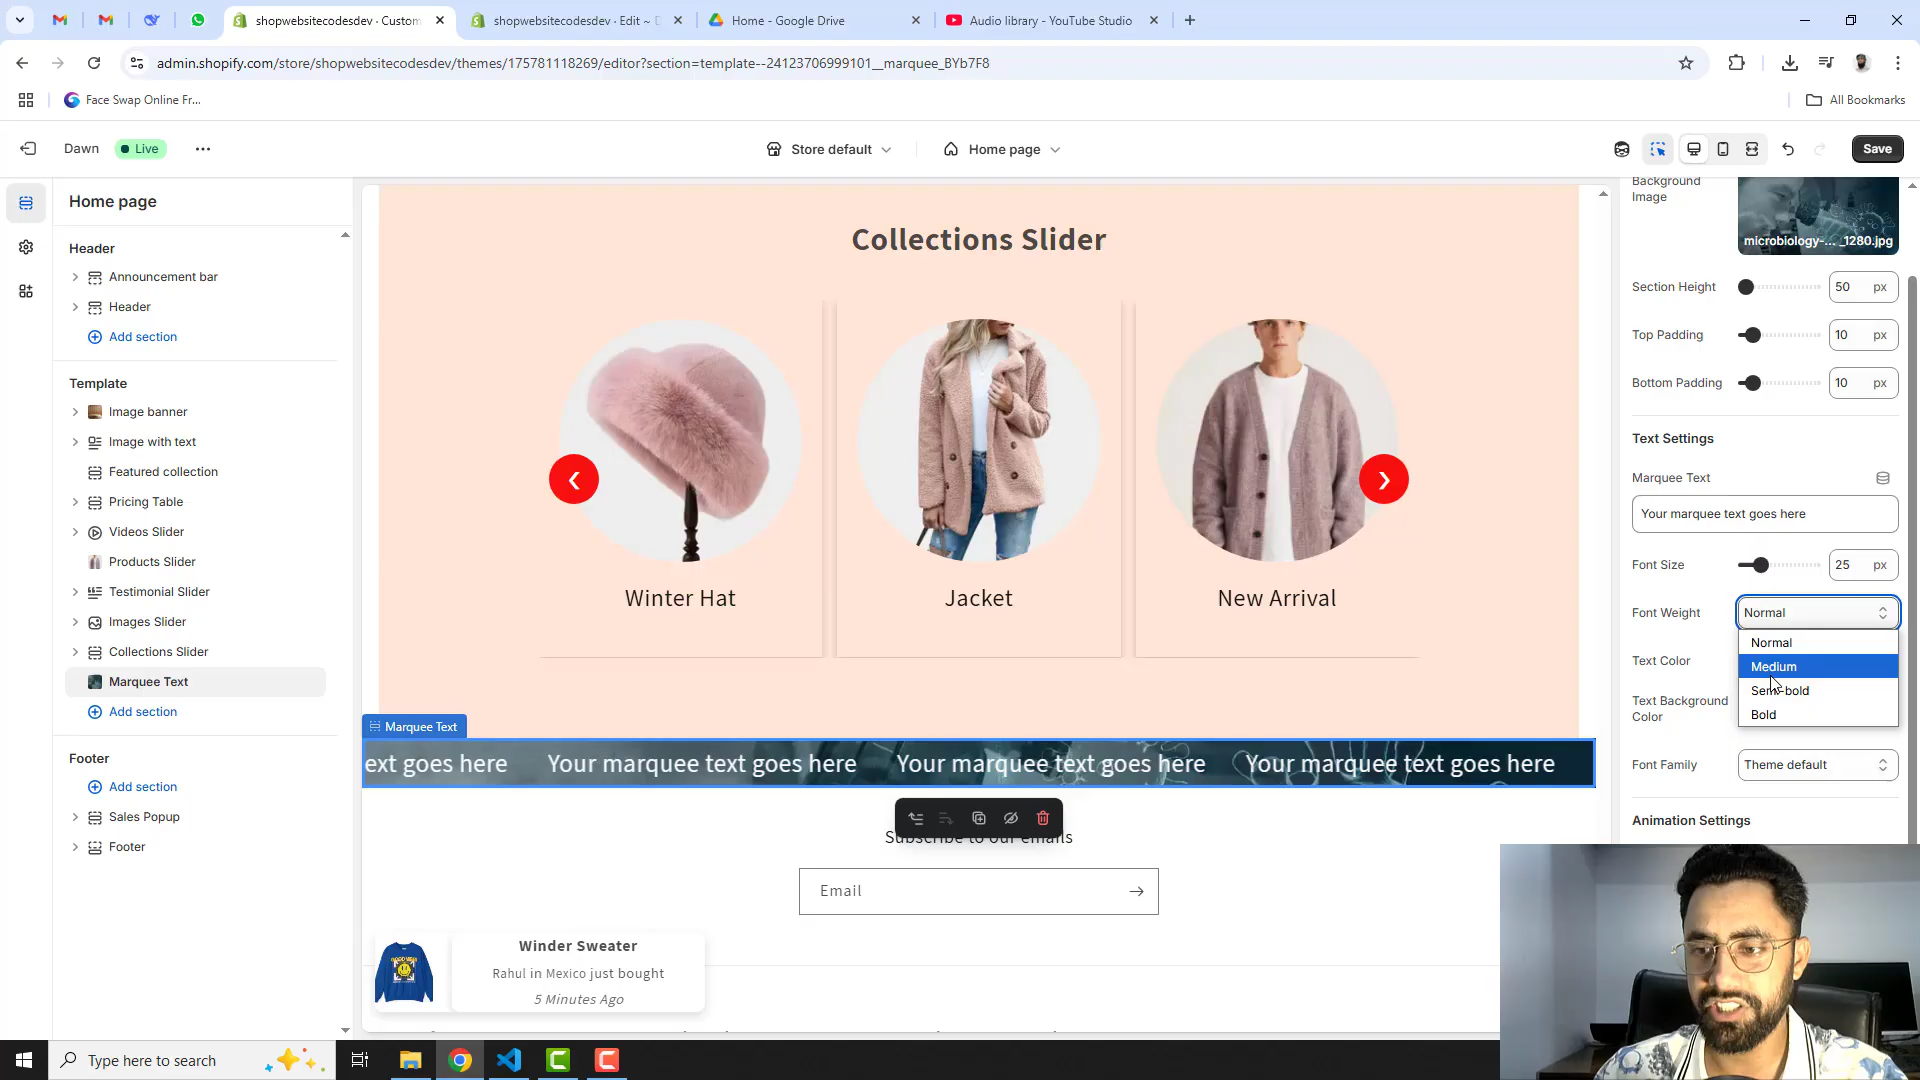 shopwebsitecodesdev · Custom
shopwebsitecodesdev · Edit ~ D
Home - Google Drive
Audio library - YouTube Studio
admin.shopify.com/store/shopwebsitecodesdev/themes/175781118269/editor?section=template--24123706999101__marquee_BYb7F8
Face Swap Online Fr...
All Bookmarks
Dawn
Live
Store default
Home page
Save
Home page
Header
Announcement bar
Header
Add section
Template
Image banner
Image with text
Featured collection
Pricing Table
Videos Slider
Products Slider
Testimonial Slider
Images Slider
Collections Slider
Marquee Text
Add section
Footer
Add section
Sales Popup
Footer
Collections Slider
Winter Hat
Jacket
New Arrival
Marquee Text
ext goes here Your marquee text goes here Your marquee text goes here Your marquee text goes here
Subscribe to our emails
Email
Winder Sweater
Rahul in Mexico just bought
5 Minutes Ago
Background
Image
microbiology-... _1280.jpg
Section Height
50 px
Top Padding
10 px
Bottom Padding
10 px
Text Settings
Marquee Text
Your marquee text goes here
Font Size
25 px
Font Weight
Normal
Normal
Medium
Semi-bold
Bold
Text Color
Text Background
Color
Font Family
Theme default
Animation Settings
Type here to search